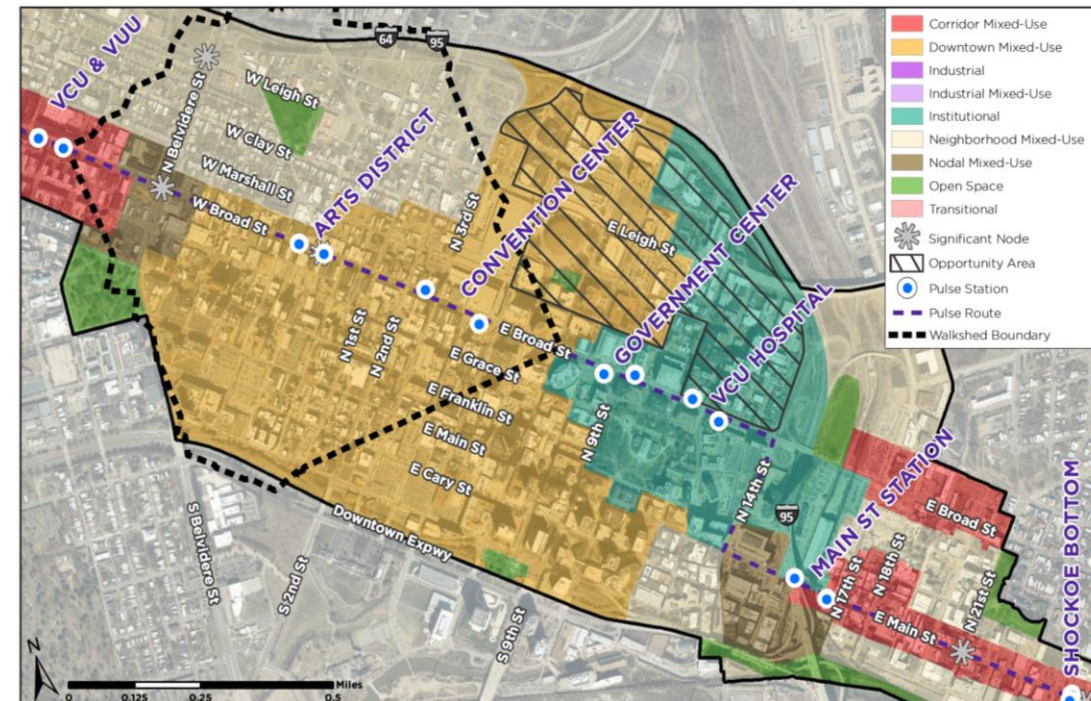 VCU & VUU
N Belvidere St
W Leigh St
W Clay St
W Marshall St
W Broad St
64
95
ARTS DISTRICT
N 3rd St
CONVENTION CENTER
N 1st St
N 2nd St
E Broad St
E Leigh St
GOVERNMENT CENTER
VCU HOSPITAL
E Grace St
E Franklin St
E Main St
E Cary St
N 9th St
N 14th St
95
MAIN ST STATION
E Broad St
N 17th St
N 18th St
N 21st St
E Main St
SHOCKOE BOTTOM
Downtown Expwy
S Belvidere St
S 2nd St
S 9th St
Corridor Mixed-Use
Downtown Mixed-Use
Industrial
Industrial Mixed-Use
Institutional
Neighborhood Mixed-Use
Nodal Mixed-Use
Open Space
Transitional
Significant Node
Opportunity Area
Pulse Station
Pulse Route
Walkshed Boundary
N
Miles
0 0.125 0.25 0.5